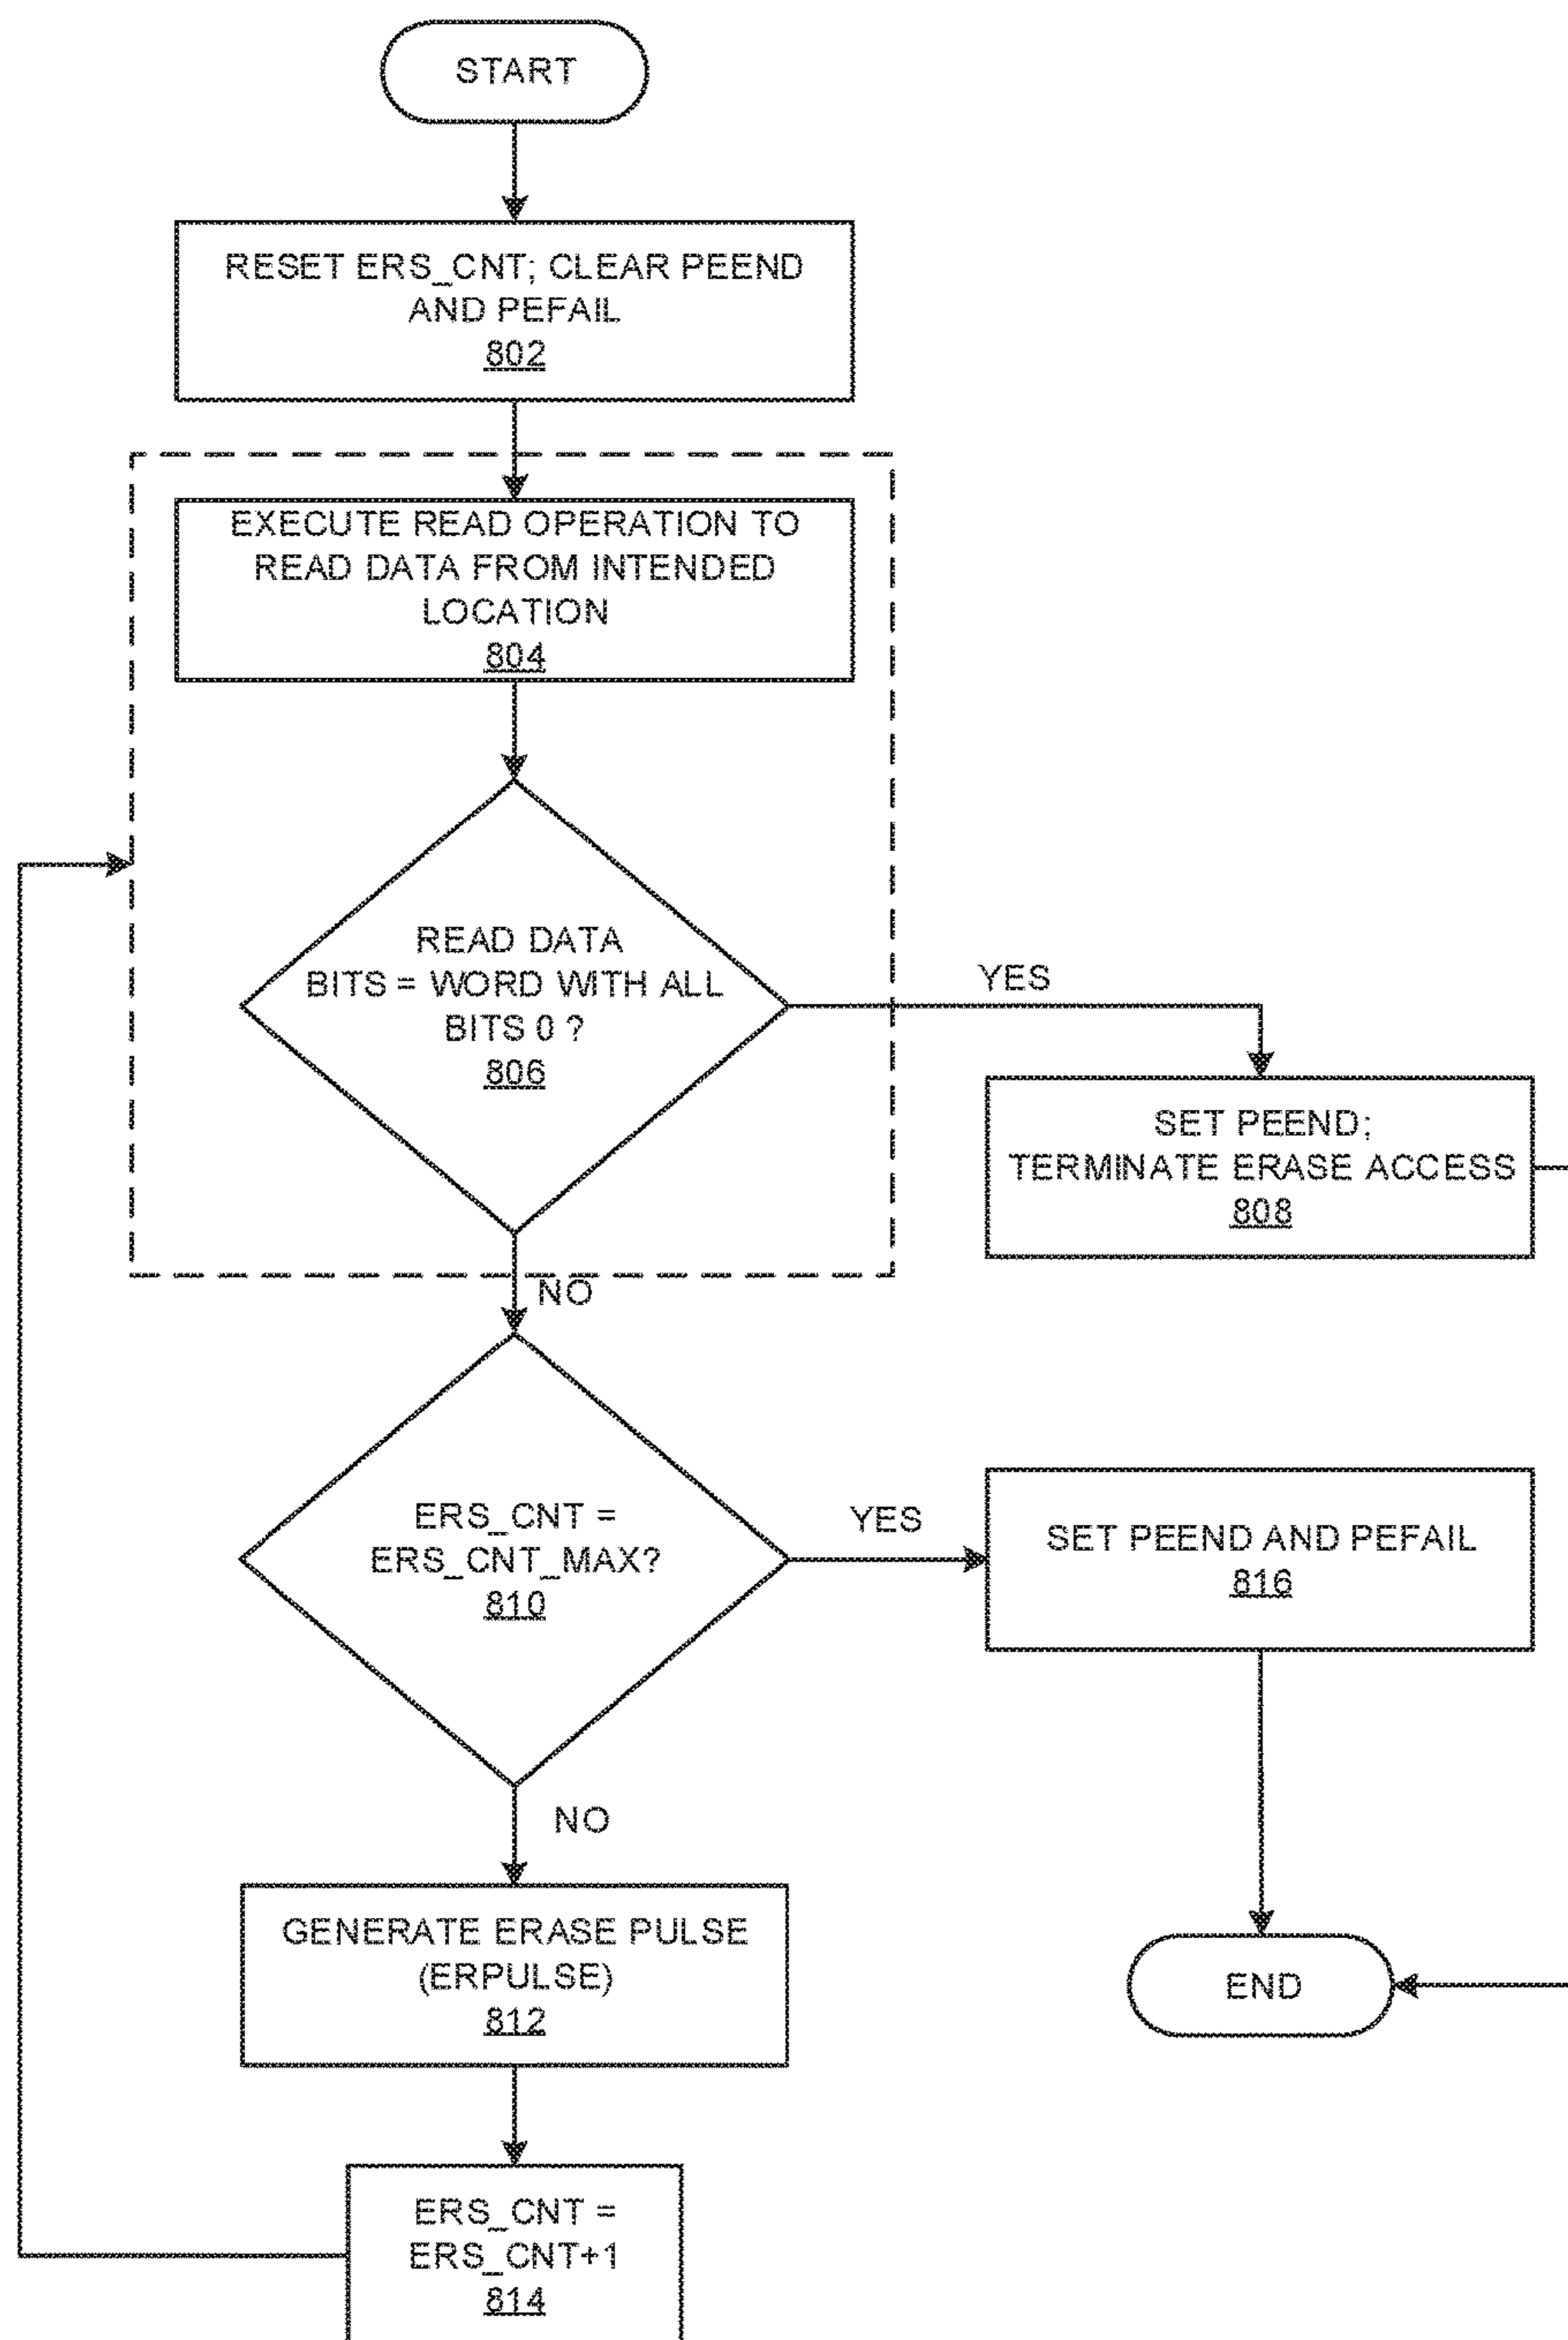 START
RESET ERS_CNT; CLEAR PEEND
AND PEFAIL
802
EXECUTE READ OPERATION TO
READ DATA FROM INTENDED
LOCATION
804
READ DATA
BITS = WORD WITH ALL
BITS 0 ?
806
YES
SET PEEND;
TERMINATE ERASE ACCESS
808
NO
ERS_CNT =
ERS_CNT_MAX?
810
YES
SET PEEND AND PEFAIL
816
NO
GENERATE ERASE PULSE
(ERPULSE)
812
END
ERS_CNT =
ERS_CNT+1
814